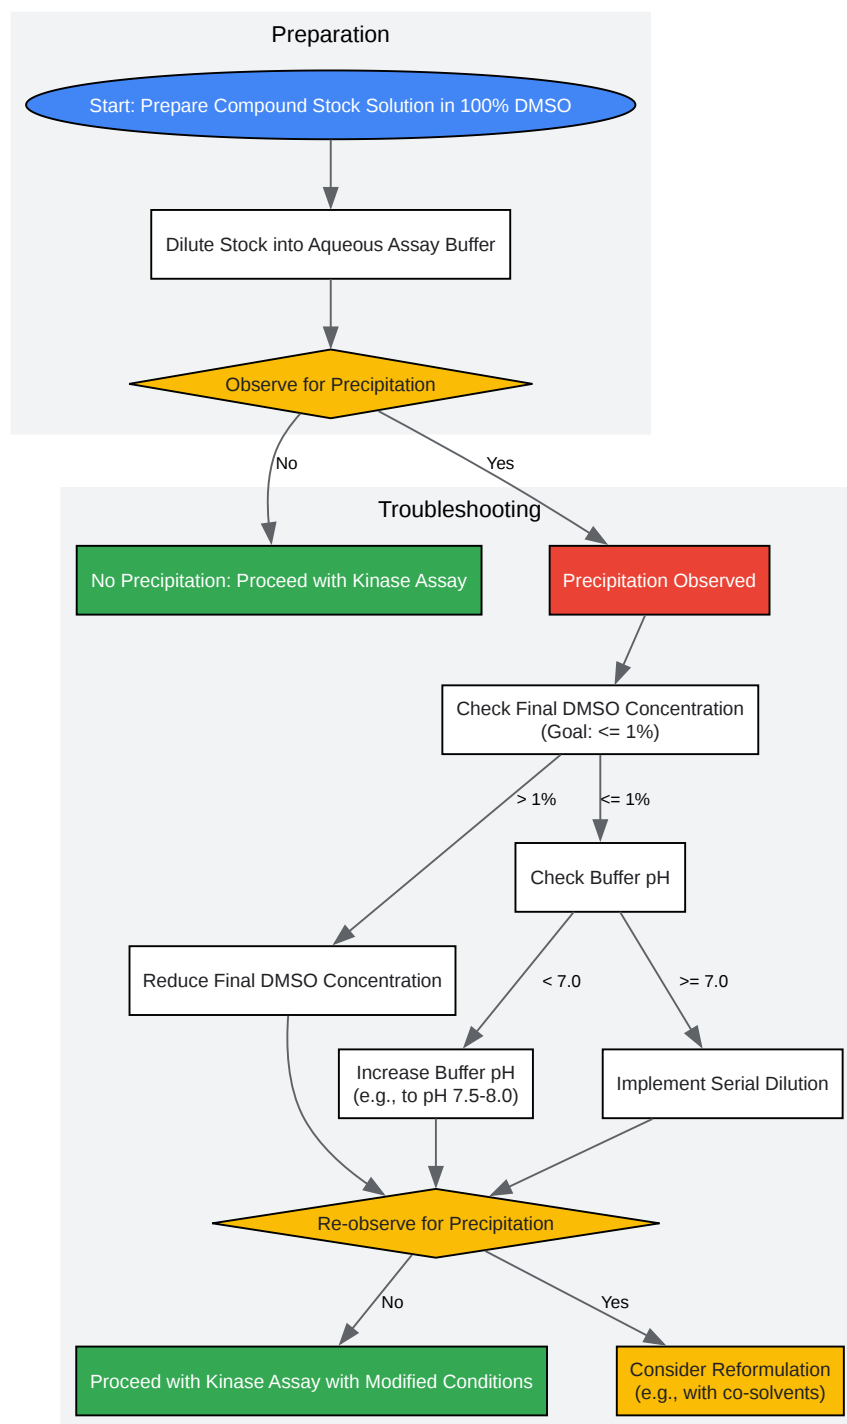 Preparation
Start: Prepare Compound Stock Solution in 100% DMSO
Dilute Stock into Aqueous Assay Buffer
Observe for Precipitation
No
Yes
Troubleshooting
No Precipitation: Proceed with Kinase Assay
Precipitation Observed
Check Final DMSO Concentration
(Goal: <= 1%)
> 1%
<= 1%
Check Buffer pH
Reduce Final DMSO Concentration
< 7.0
>= 7.0
Increase Buffer pH
(e.g., to pH 7.5-8.0)
Implement Serial Dilution
Re-observe for Precipitation
No
Yes
Proceed with Kinase Assay with Modified Conditions
Consider Reformulation
(e.g., with co-solvents)